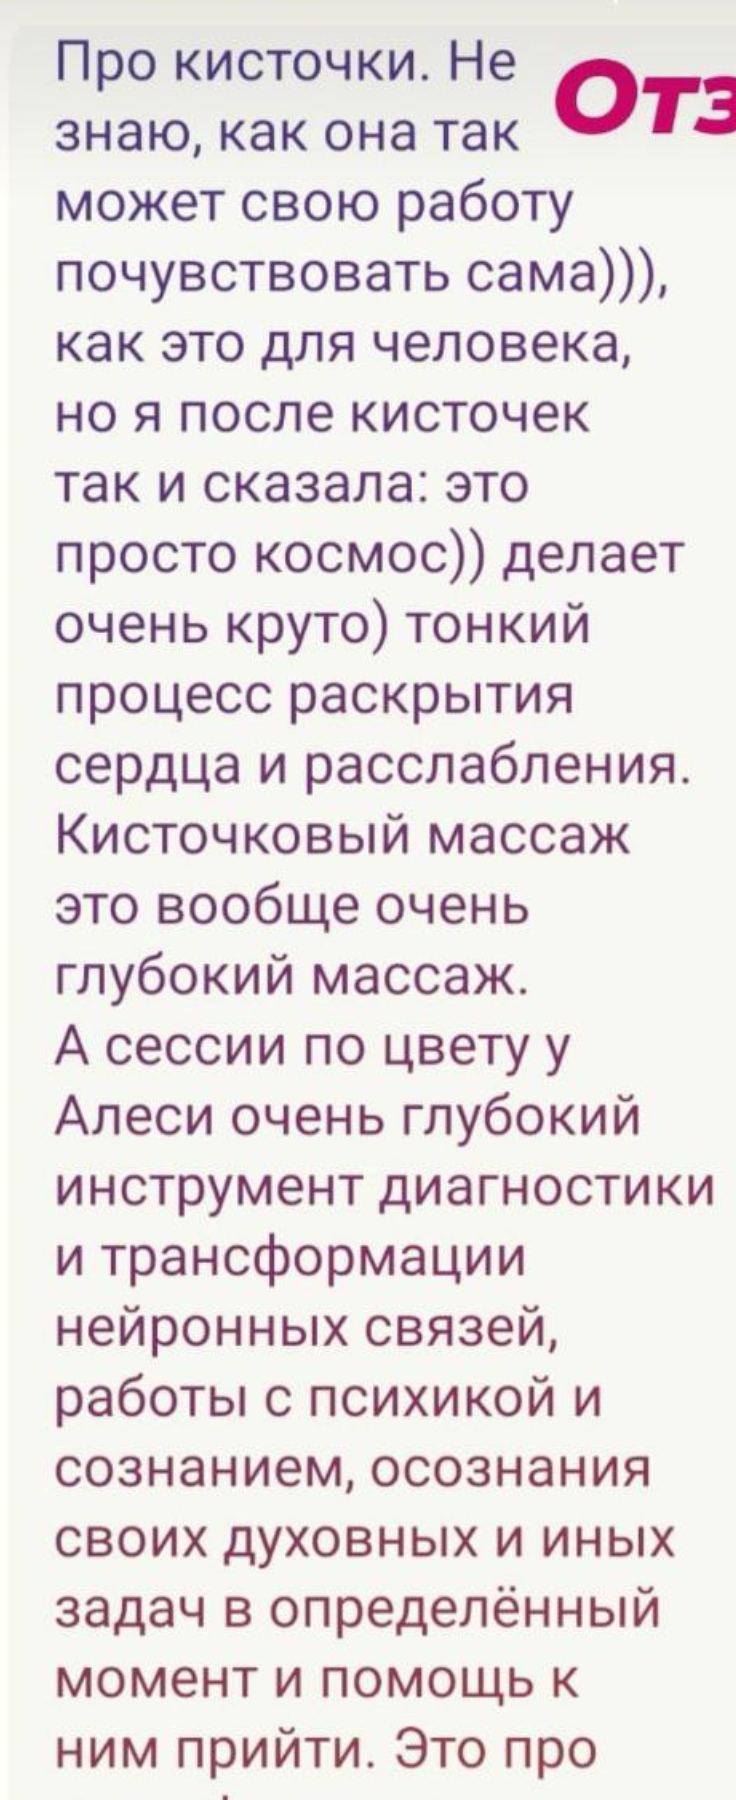 Про кисточки. Не
знаю, как она так
может свою работу
почувствовать сама))),
как это для человека,
но я после кисточек
так и сказала: это
просто космос)) делает
очень круто) тонкий
процесс раскрытия
сердца и расслабления.
Кисточковый массаж
это вообще очень
глубокий массаж.
А сессии по цвету у
Алеси очень глубокий
инструмент диагностики
и трансформации
нейронных связей,
работы с психикой и
сознанием, осознания
своих духовных и иных
задач в определённый
момент и помощь к
ним прийти. Это про
Отз